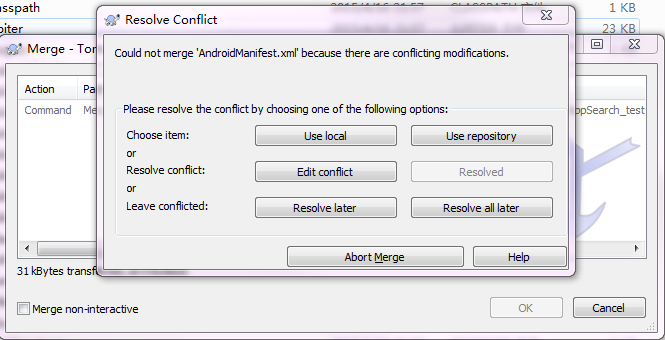 asspath
1 KB
piter
23 KB
Resolve Conflict
Merge - Tor
Could not merge 'AndroidManifest.xml' because there are conflicting modifications.
Action Pa
Command Me
ppSearch_test
Please resolve the conflict by choosing one of the following options:
Choose item: Use local Use repository
or
Resolve conflict: Edit conflict Resolved
or
Leave conflicted: Resolve later Resolve all later
Abort Merge Help
31 kBytes
Merge non-interactive
OK Cancel